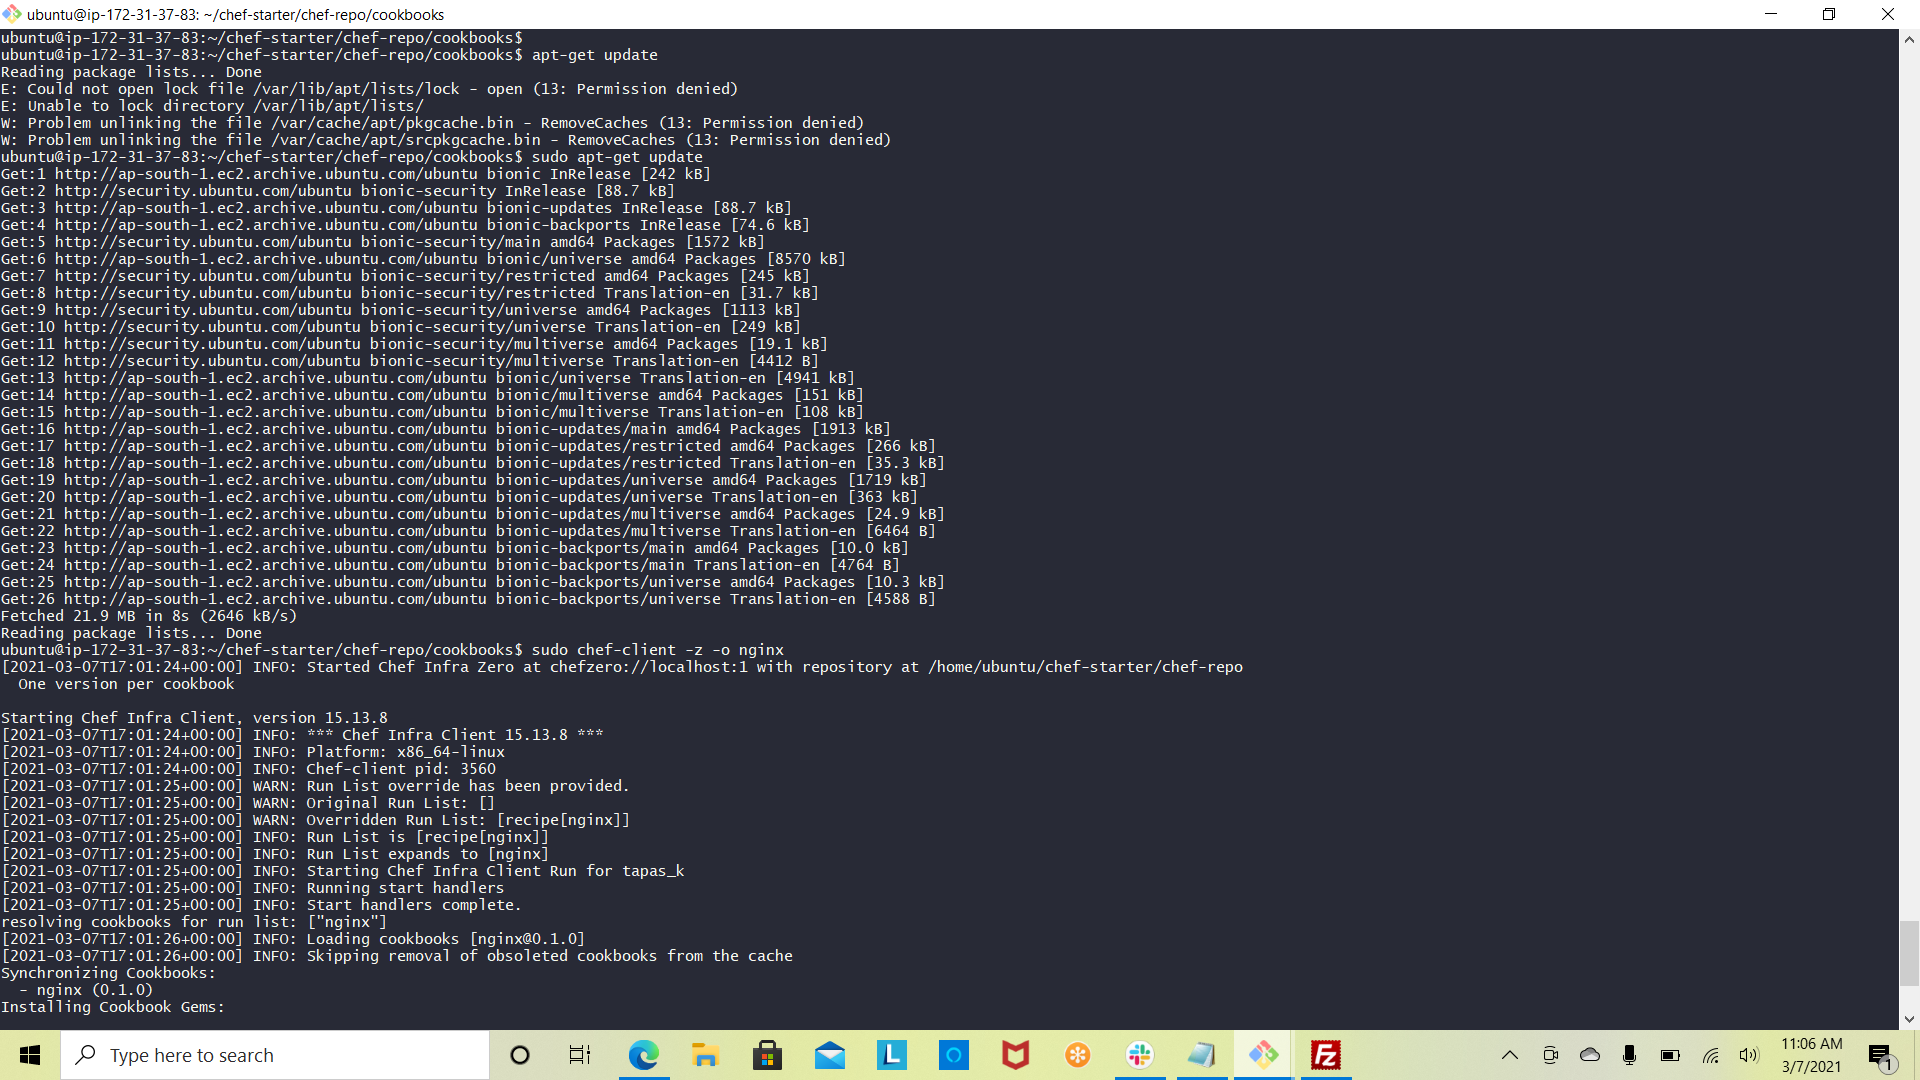 ubuntu@ip-172-31-37-83: ~/chef-starter/chef-repo/cookbooks
ubuntu@ip-172-31-37-83:~/chef-starter/chef-repo/cookbooks$
ubuntu@ip-172-31-37-83:~/chef-starter/chef-repo/cookbooks$ apt-get update
Reading package lists... Done
E: Could not open lock file /var/lib/apt/lists/lock - open (13: Permission denied)
E: Unable to lock directory /var/lib/apt/lists/
W: Problem unlinking the file /var/cache/apt/pkgcache.bin - RemoveCaches (13: Permission denied)
W: Problem unlinking the file /var/cache/apt/srcpkgcache.bin - RemoveCaches (13: Permission denied)
ubuntu@ip-172-31-37-83:~/chef-starter/chef-repo/cookbooks$ sudo apt-get update
Get:1 http://ap-south-1.ec2.archive.ubuntu.com/ubuntu bionic InRelease [242 kB]
Get:2 http://security.ubuntu.com/ubuntu bionic-security InRelease [88.7 kB]
Get:3 http://ap-south-1.ec2.archive.ubuntu.com/ubuntu bionic-updates InRelease [88.7 kB]
Get:4 http://ap-south-1.ec2.archive.ubuntu.com/ubuntu bionic-backports InRelease [74.6 kB]
Get:5 http://security.ubuntu.com/ubuntu bionic-security/main amd64 Packages [1572 kB]
Get:6 http://ap-south-1.ec2.archive.ubuntu.com/ubuntu bionic/universe amd64 Packages [8570 kB]
Get:7 http://security.ubuntu.com/ubuntu bionic-security/restricted amd64 Packages [245 kB]
Get:8 http://security.ubuntu.com/ubuntu bionic-security/restricted Translation-en [31.7 kB]
Get:9 http://security.ubuntu.com/ubuntu bionic-security/universe amd64 Packages [1113 kB]
Get:10 http://security.ubuntu.com/ubuntu bionic-security/universe Translation-en [249 kB]
Get:11 http://security.ubuntu.com/ubuntu bionic-security/multiverse amd64 Packages [19.1 kB]
Get:12 http://security.ubuntu.com/ubuntu bionic-security/multiverse Translation-en [4412 B]
Get:13 http://ap-south-1.ec2.archive.ubuntu.com/ubuntu bionic/universe Translation-en [4941 kB]
Get:14 http://ap-south-1.ec2.archive.ubuntu.com/ubuntu bionic/multiverse amd64 Packages [151 kB]
Get:15 http://ap-south-1.ec2.archive.ubuntu.com/ubuntu bionic/multiverse Translation-en [108 kB]
Get:16 http://ap-south-1.ec2.archive.ubuntu.com/ubuntu bionic-updates/main amd64 Packages [1913 kB]
Get:17 http://ap-south-1.ec2.archive.ubuntu.com/ubuntu bionic-updates/restricted amd64 Packages [266 kB]
Get:18 http://ap-south-1.ec2.archive.ubuntu.com/ubuntu bionic-updates/restricted Translation-en [35.3 kB]
Get:19 http://ap-south-1.ec2.archive.ubuntu.com/ubuntu bionic-updates/universe amd64 Packages [1719 kB]
Get:20 http://ap-south-1.ec2.archive.ubuntu.com/ubuntu bionic-updates/universe Translation-en [363 kB]
Get:21 http://ap-south-1.ec2.archive.ubuntu.com/ubuntu bionic-updates/multiverse amd64 Packages [24.9 kB]
Get:22 http://ap-south-1.ec2.archive.ubuntu.com/ubuntu bionic-updates/multiverse Translation-en [6464 B]
Get:23 http://ap-south-1.ec2.archive.ubuntu.com/ubuntu bionic-backports/main amd64 Packages [10.0 kB]
Get:24 http://ap-south-1.ec2.archive.ubuntu.com/ubuntu bionic-backports/main Translation-en [4764 B]
Get:25 http://ap-south-1.ec2.archive.ubuntu.com/ubuntu bionic-backports/universe amd64 Packages [10.3 kB]
Get:26 http://ap-south-1.ec2.archive.ubuntu.com/ubuntu bionic-backports/universe Translation-en [4588 B]
Fetched 21.9 MB in 8s (2646 kB/s)
Reading package lists... Done
ubuntu@ip-172-31-37-83:~/chef-starter/chef-repo/cookbooks$ sudo chef-client -z -o nginx
[2021-03-07T17:01:24+00:00] INFO: Started Chef Infra Zero at chefzero://localhost:1 with repository at /home/ubuntu/chef-starter/chef-repo
One version per cookbook
Starting Chef Infra Client, version 15.13.8
[2021-03-07T17:01:24+00:00] INFO: *** Chef Infra Client 15.13.8 ***
[2021-03-07T17:01:24+00:00] INFO: Platform: x86_64-linux
[2021-03-07T17:01:24+00:00] INFO: Chef-client pid: 3560
[2021-03-07T17:01:25+00:00] WARN: Run List override has been provided.
[2021-03-07T17:01:25+00:00] WARN: Original Run List: []
[2021-03-07T17:01:25+00:00] WARN: Overridden Run List: [recipe[nginx]]
[2021-03-07T17:01:25+00:00] INFO: Run List is [recipe[nginx]]
[2021-03-07T17:01:25+00:00] INFO: Run List expands to [nginx]
[2021-03-07T17:01:25+00:00] INFO: Starting Chef Infra Client Run for tapas_k
[2021-03-07T17:01:25+00:00] INFO: Running start handlers
[2021-03-07T17:01:25+00:00] INFO: Start handlers complete.
resolving cookbooks for run list: ["nginx"]
[2021-03-07T17:01:26+00:00] INFO: Loading cookbooks [nginx@0.1.0]
[2021-03-07T17:01:26+00:00] INFO: Skipping removal of obsoleted cookbooks from the cache
Synchronizing Cookbooks:
- nginx (0.1.0)
Installing Cookbook Gems:
Type here to search
L
FZ
11:06 AM
3/7/2021
1